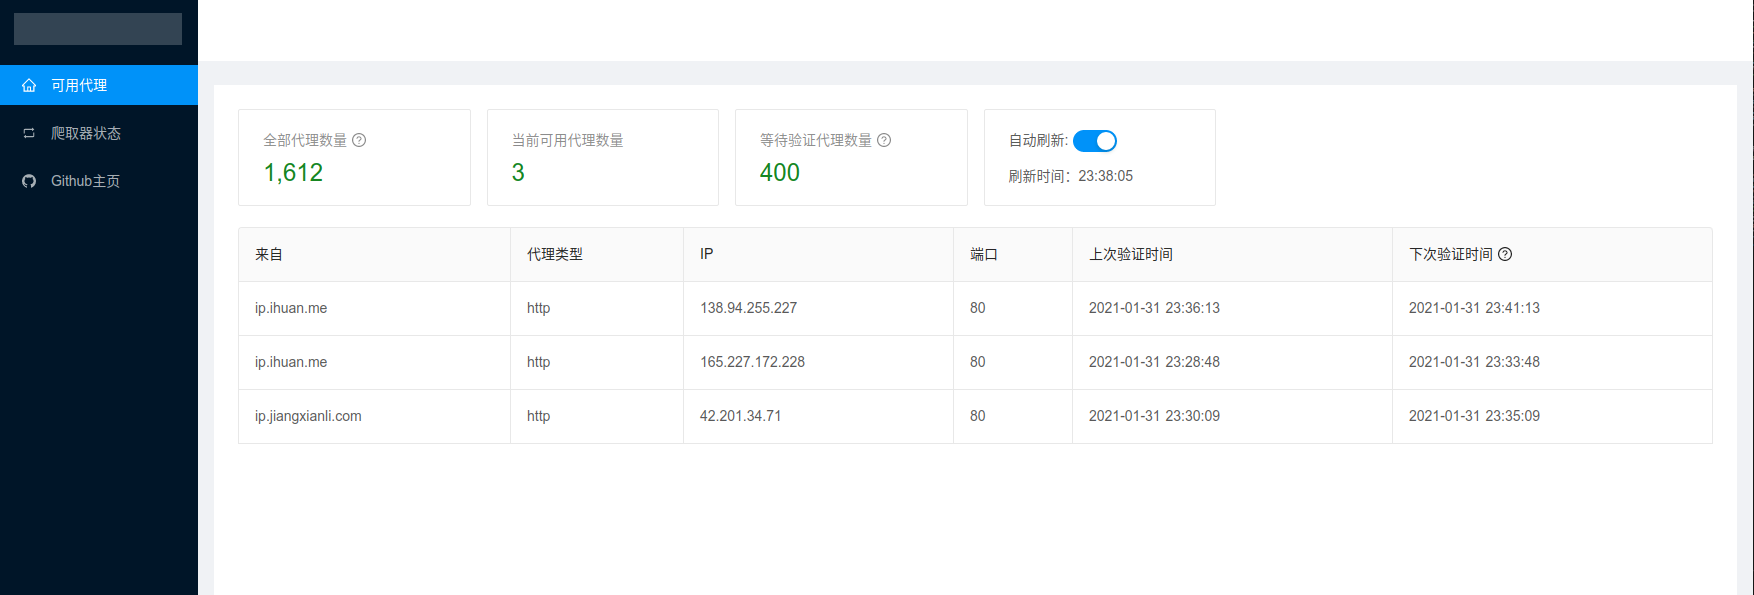 可用代理
爬取器状态
Github主页
全部代理数量
1,612
当前可用代理数量
3
等待验证代理数量
400
自动刷新:
刷新时间：23:38:05
来自 代理类型 IP 端口 上次验证时间 下次验证时间
ip.ihuan.me http 138.94.255.227 80 2021-01-31 23:36:13 2021-01-31 23:41:13
ip.ihuan.me http 165.227.172.228 80 2021-01-31 23:28:48 2021-01-31 23:33:48
ip.jiangxianli.com http 42.201.34.71 80 2021-01-31 23:30:09 2021-01-31 23:35:09